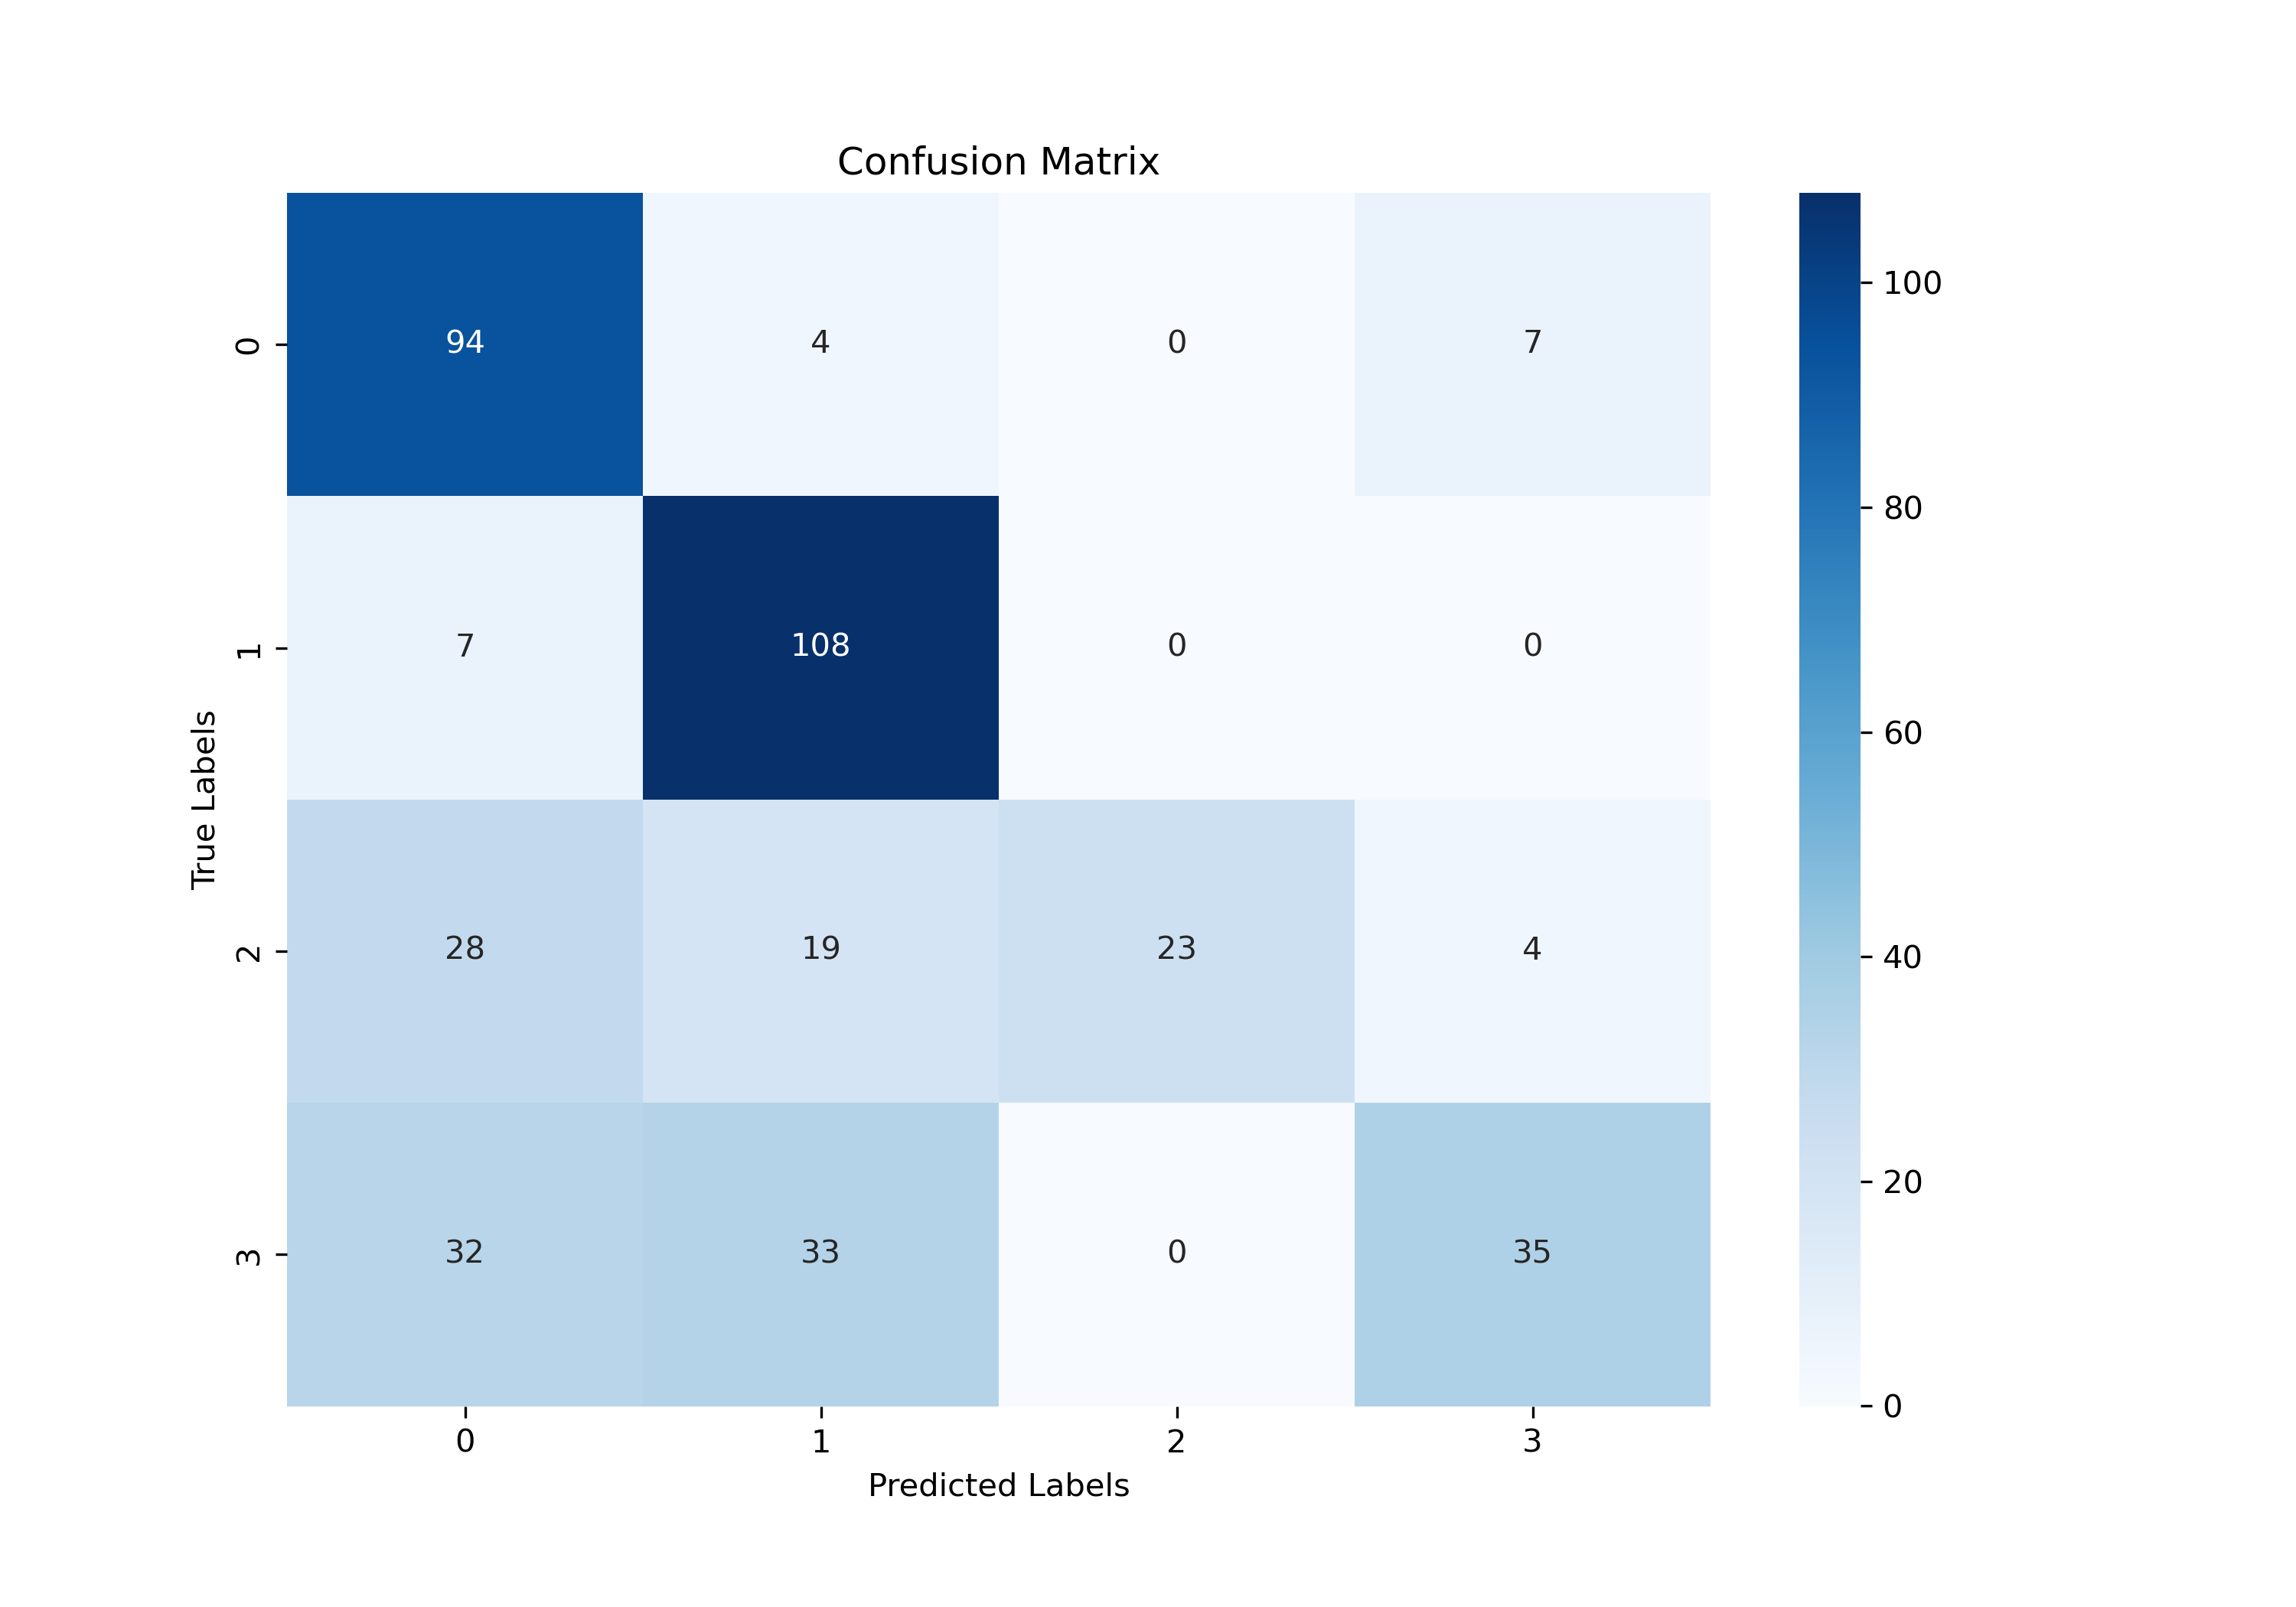 Confusion Matrix
True Labels
0 94 4 0 7
1 7 108 0 0
2 28 19 23 4
3 32 33 0 35
0 1 2 3
Predicted Labels
100
80
60
40
20
0